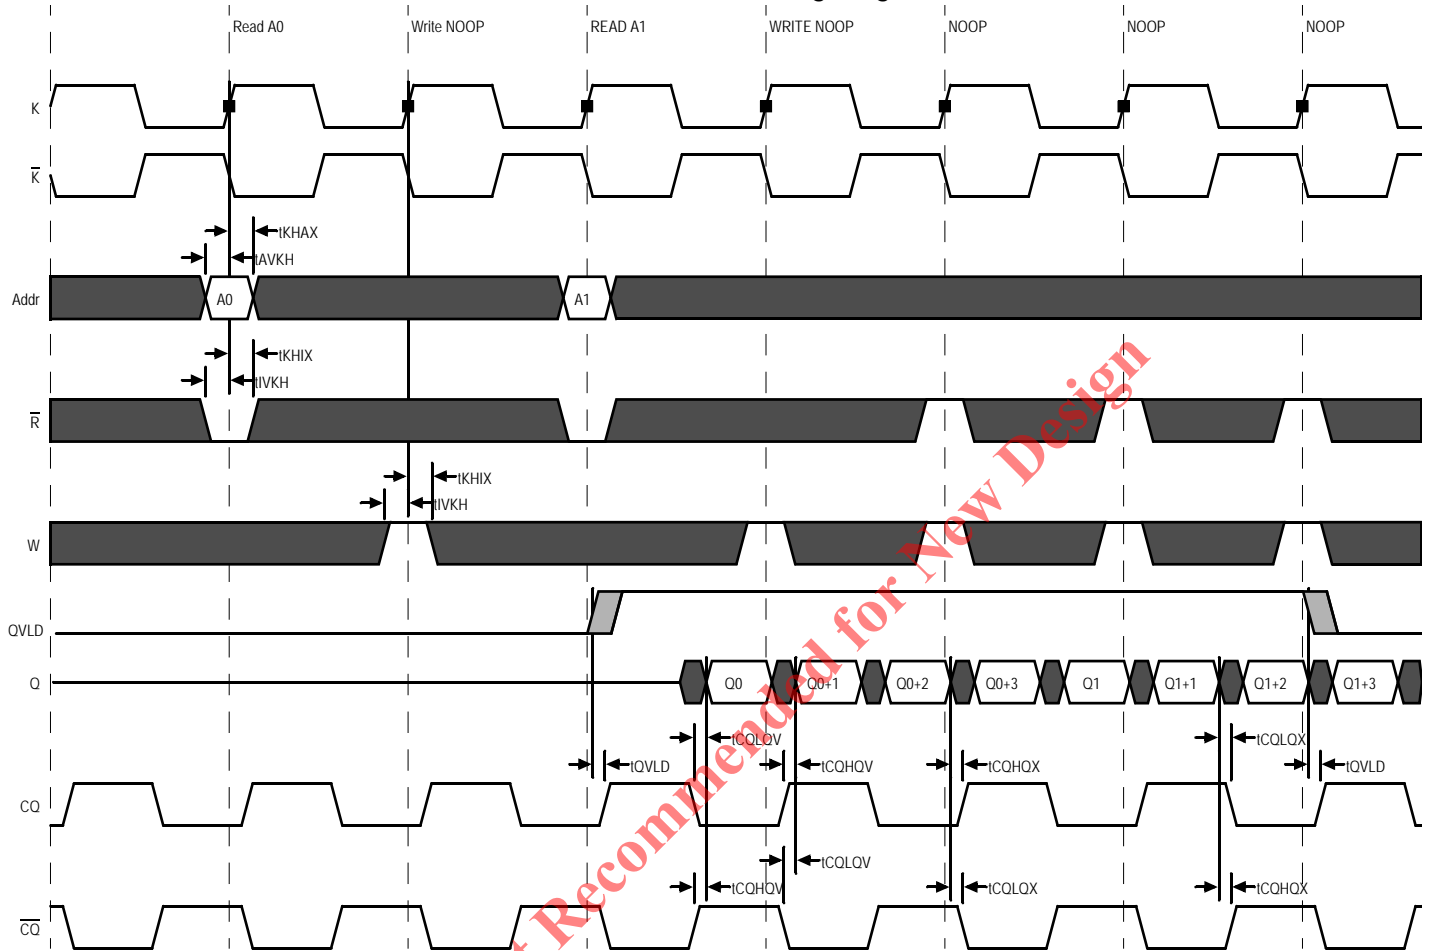 Read A0
Write NOOP
READ A1
WRITE NOOP
NOOP
NOOP
NOOP
K
K
tKHAX
tAVKH
Addr
A0
A1
tKHIX
tIVKH
R
tKHIX
tIVKH
W
QVLD
Q
Q0
Q0+1
Q0+2
Q0+3
Q1
Q1+1
Q1+2
Q1+3
tCQLQV
tCQLQX
tQVLD
tCQHQV
tCQHQX
tQVLD
CQ
tCQLQV
tCQHQV
tCQLQX
tCQHQX
CQ
Recommended for New Design